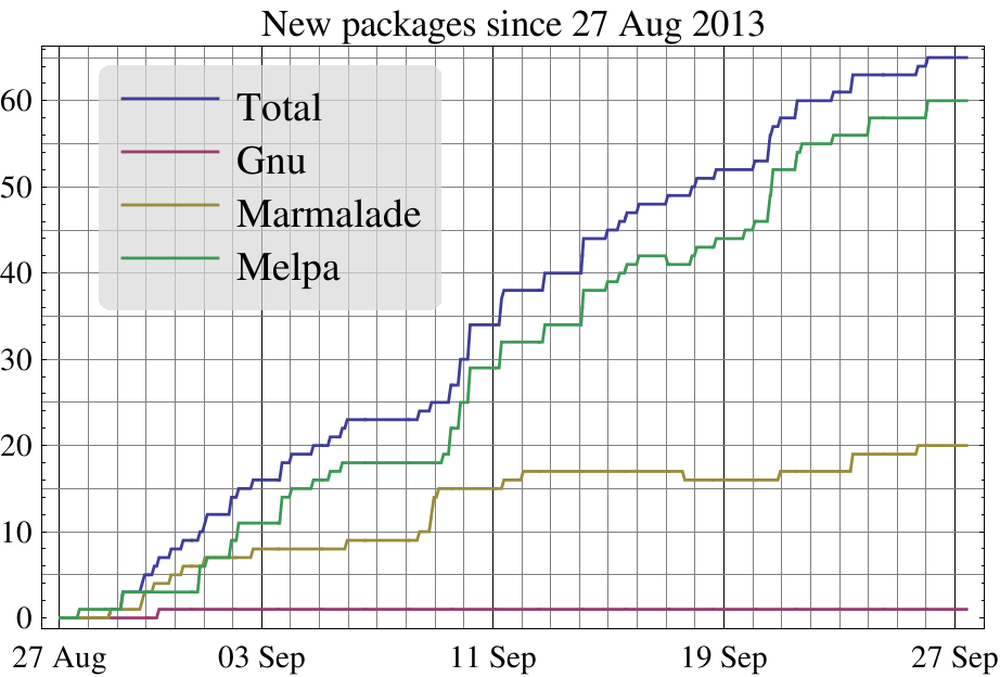 New packages since 27 Aug 2013
Total
Gnu
Marmalade
Melpa
60
50
40
30
20
10
0
27 Aug 03 Sep 11 Sep 19 Sep 27 Sep